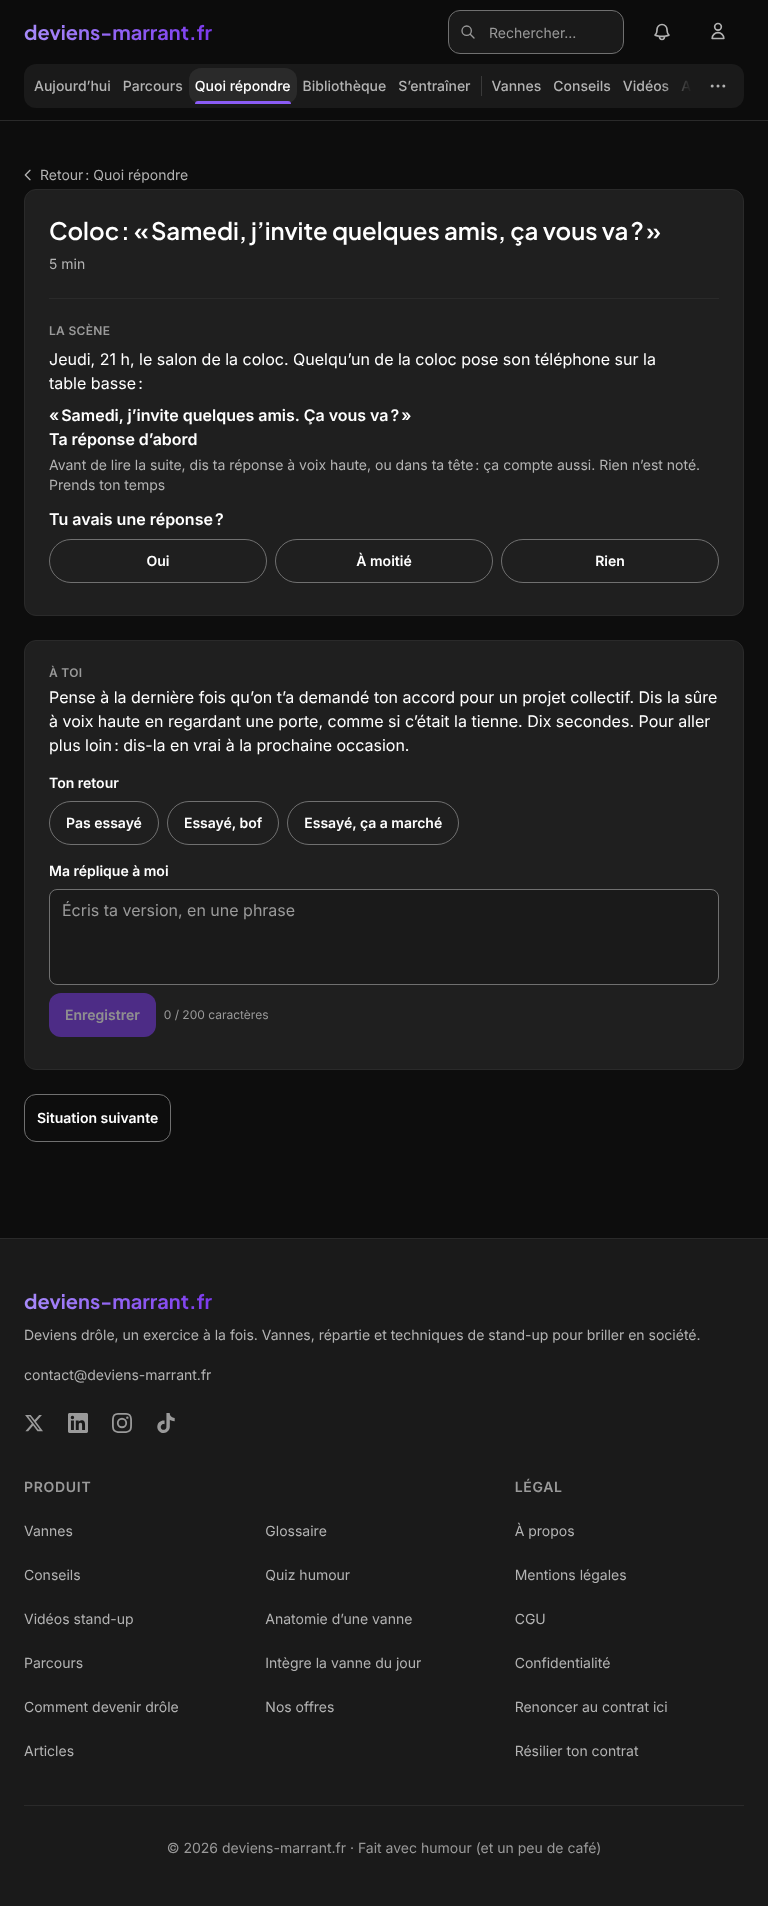 deviens-marrant.fr
Rechercher...
Aujourd’hui Parcours Quoi répondre Bibliothèque S’entraîner Vannes Conseils Vidéos
Retour : Quoi répondre
Coloc : « Samedi, j’invite quelques amis, ça vous va ? »
5 min
LA SCÈNE
Jeudi, 21 h, le salon de la coloc. Quelqu’un de la coloc pose son téléphone sur la
table basse :
« Samedi, j’invite quelques amis. Ça vous va ? »
Ta réponse d’abord
Avant de lire la suite, dis ta réponse à voix haute, ou dans ta tête : ça compte aussi. Rien n’est noté.
Prends ton temps
Tu avais une réponse ?
Oui
À moitié
Rien
À TOI
Pense à la dernière fois qu’on t’a demandé ton accord pour un projet collectif. Dis la sûre
à voix haute en regardant une porte, comme si c’était la tienne. Dix secondes. Pour aller
plus loin : dis-la en vrai à la prochaine occasion.
Ton retour
Pas essayé
Essayé, bof
Essayé, ça a marché
Ma réplique à moi
Écris ta version, en une phrase
Enregistrer
0 / 200 caractères
Situation suivante
deviens-marrant.fr
Deviens drôle, un exercice à la fois. Vannes, répartie et techniques de stand-up pour briller en société.
contact@deviens-marrant.fr
PRODUIT
Vannes
Conseils
Vidéos stand-up
Parcours
Comment devenir drôle
Articles
Glossaire
Quiz humour
Anatomie d’une vanne
Intègre la vanne du jour
Nos offres
LÉGAL
À propos
Mentions légales
CGU
Confidentialité
Renoncer au contrat ici
Résilier ton contrat
© 2026 deviens-marrant.fr · Fait avec humour (et un peu de café)